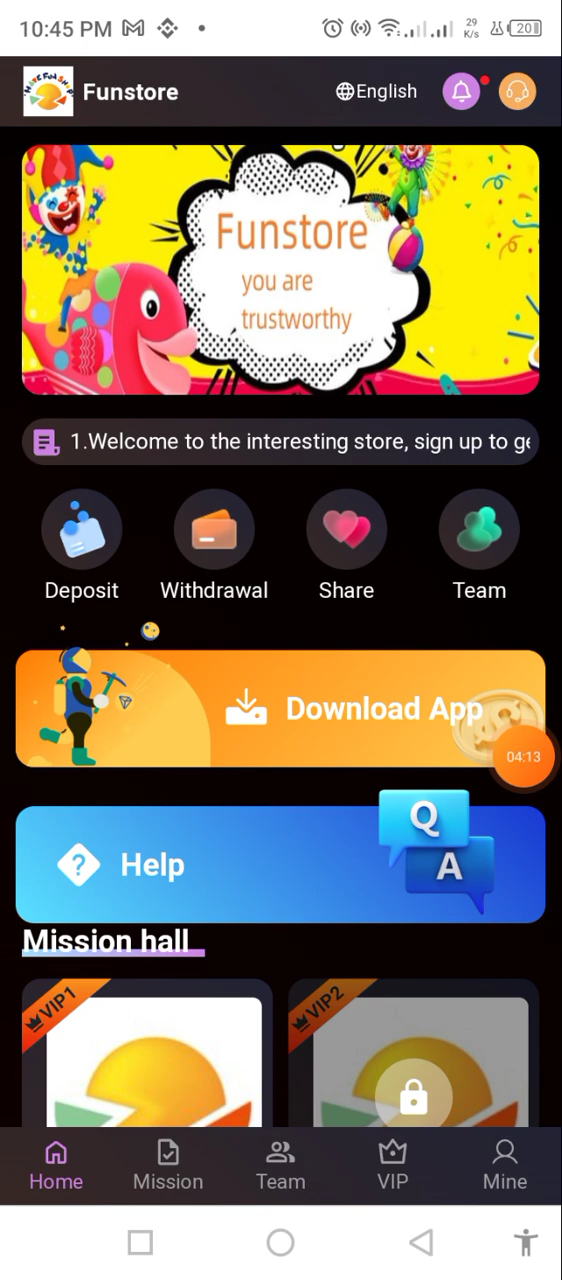 10:45 PM
29
K/s
20
Funstore
English
Funstore
you are
trustworthy
1.Welcome to the interesting store, sign up to ge
Deposit
Withdrawal
Share
Team
Download App
04:13
Help
Q
A
Mission hall
VIP1
VIP2
Home
Mission
Team
VIP
Mine